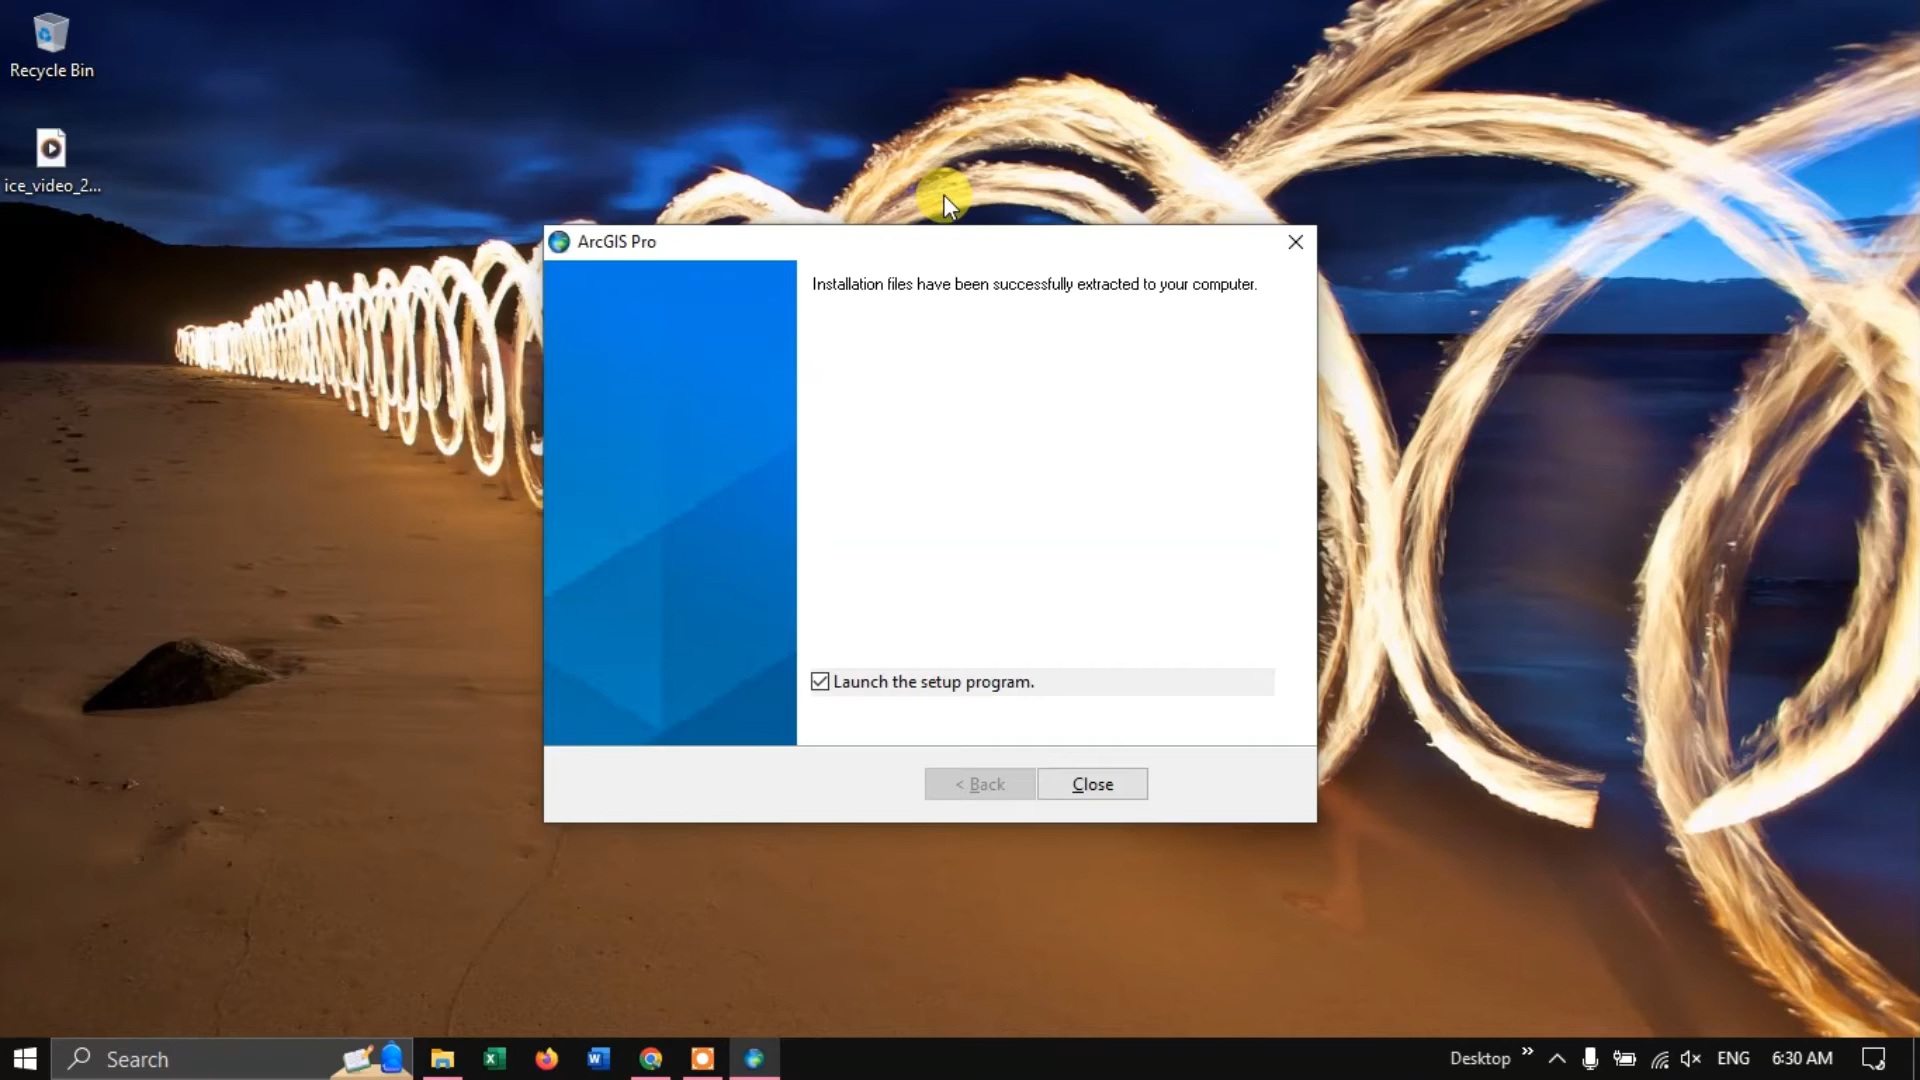 Recycle Bin
ice_video_2...
ArcGIS Pro
Installation files have been successfully extracted to your computer.
Launch the setup program.
< Back
Close
Search
Desktop
ENG
6:30 AM